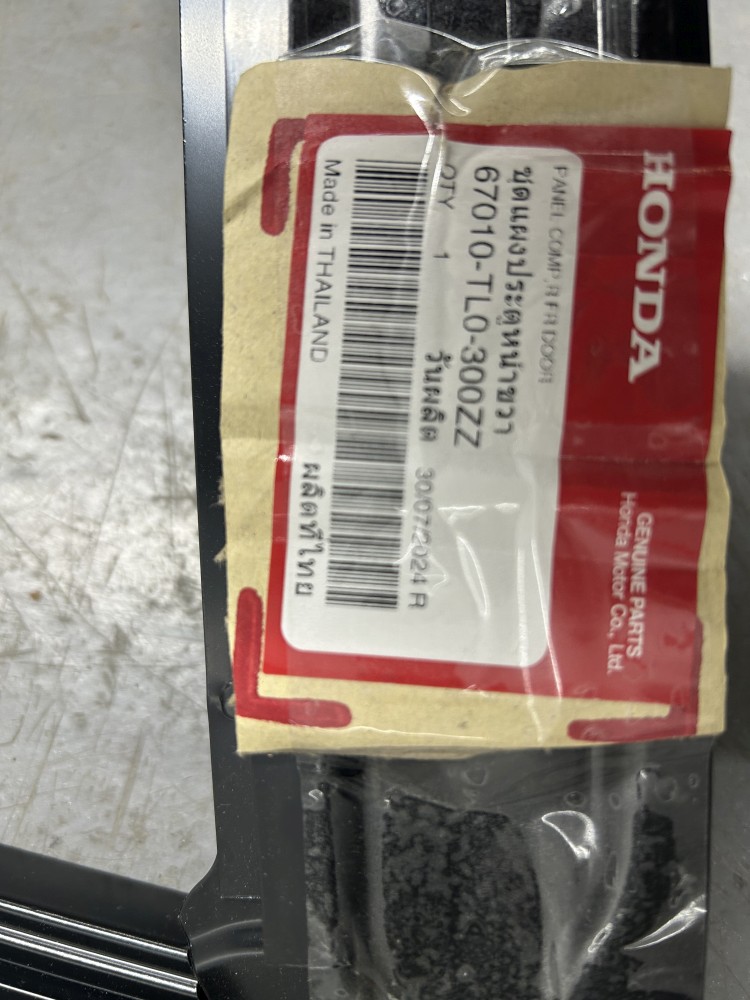 HONDA
GENUINE PARTS
Honda Motor Co., Ltd.
PANEL COMP,R FR DOOR
ชุดแผงประตูหน้าขวา
67010-TL0-300ZZ
QTY 1 วันผลิต 30/07/2024 R
Made in THAILAND ผลิตที่ไทย